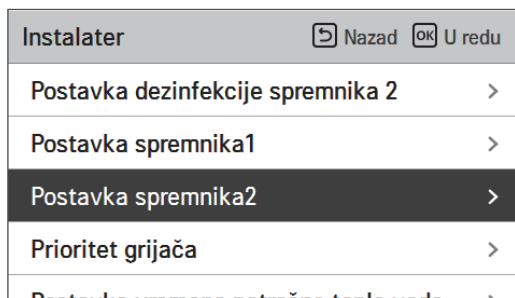 Instalater Nazad OK U redu
Postavka dezinfekcije spremnika 2
Postavka spremnika1
Postavka spremnika2
Prioritet grijača